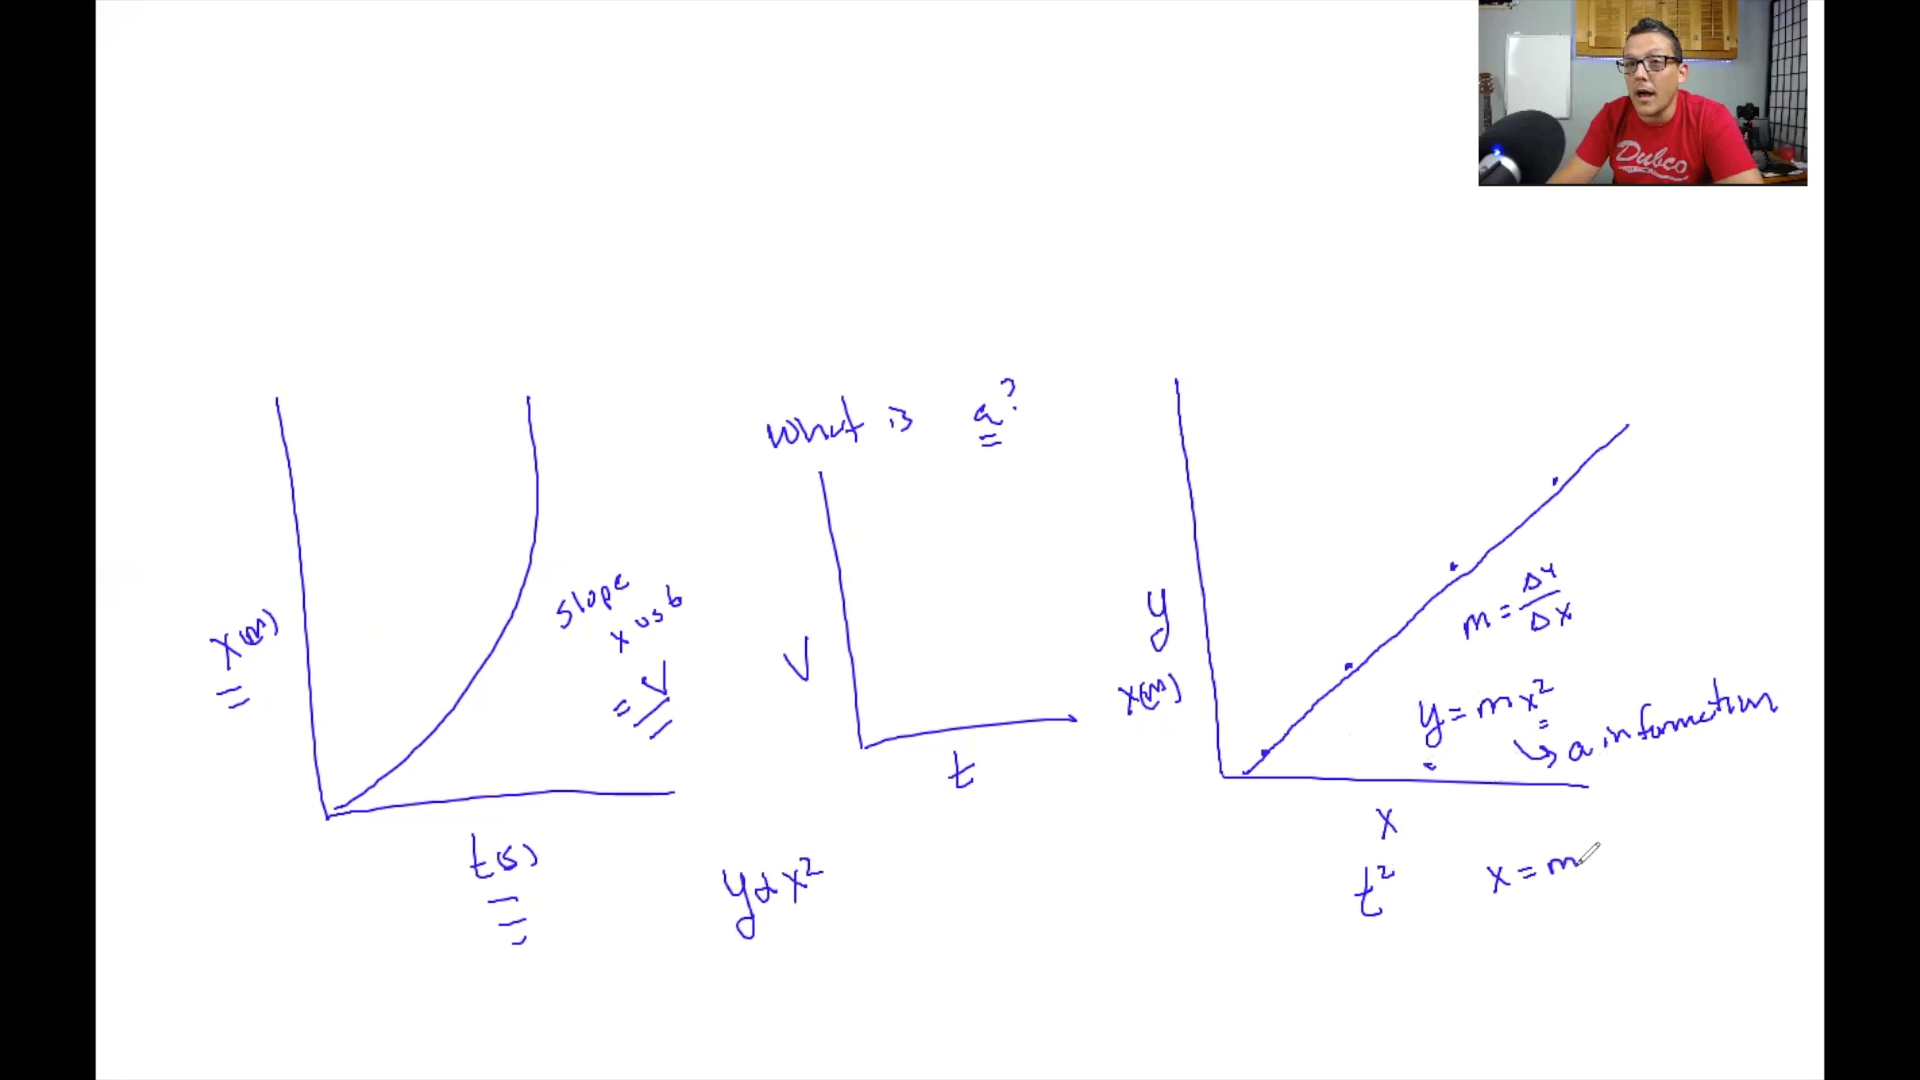 Dubco
What is a?
x(m)
slope
x vs t
= V
t(s)
V
t
y α x²
y
x(m)
m = Δy/Δx
y = mx²
↳ a information
x
t²
x = m